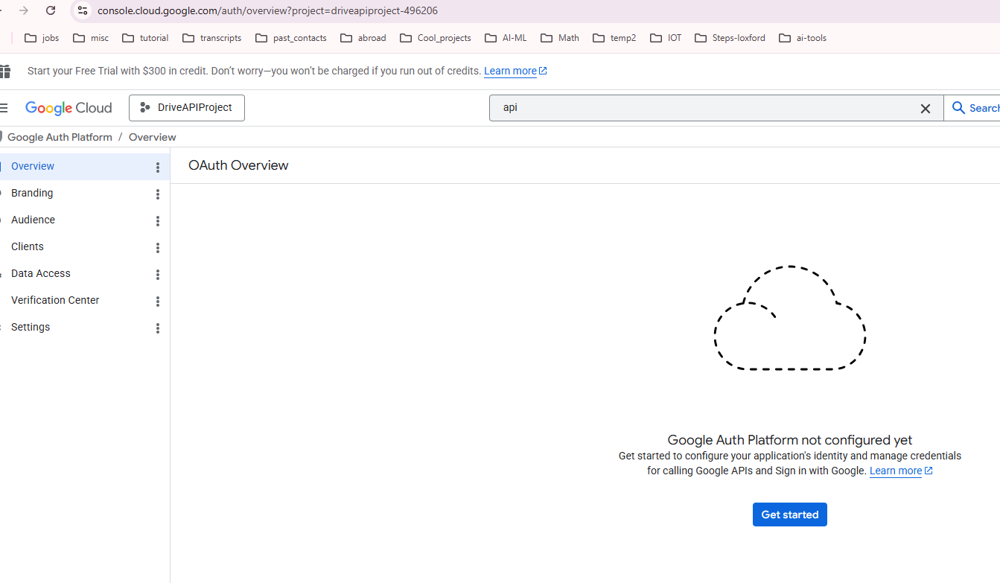 console.cloud.google.com/auth/overview?project=driveapiproject-496206
jobs misc tutorial transcripts past_contacts abroad Cool_projects AI-ML Math temp2 IOT Steps-Ioxford ai-tools
Start your Free Trial with $300 in credit. Don’t worry—you won’t be charged if you run out of credits. Learn more
Google Cloud DriveAPIProject api Search
Google Auth Platform / Overview
Overview
OAuth Overview
Branding
Audience
Clients
Data Access
Verification Center
Settings
Google Auth Platform not configured yet
Get started to configure your application's identity and manage credentials
for calling Google APIs and Sign in with Google. Learn more
Get started